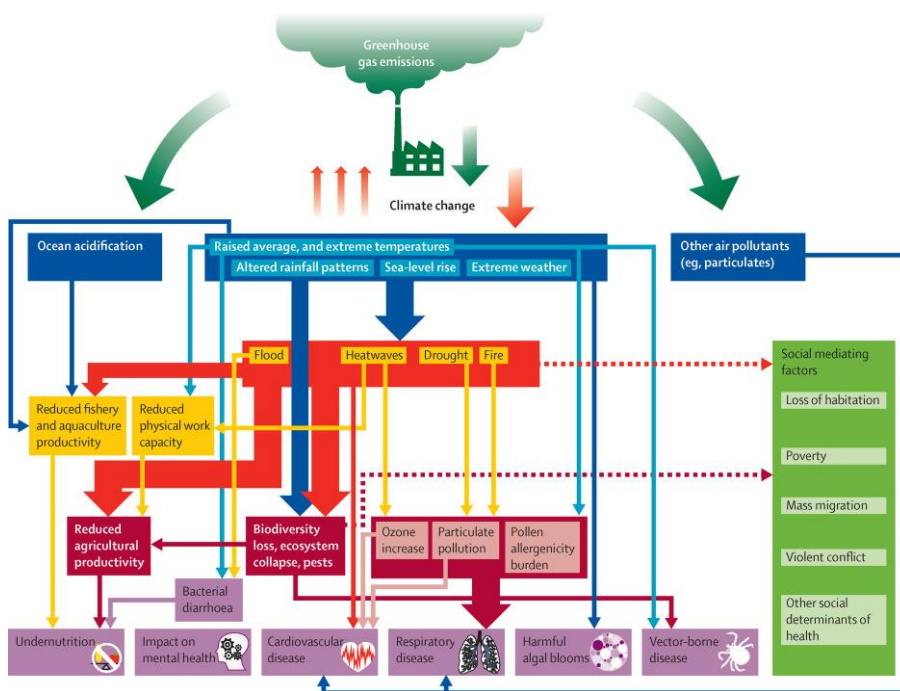 Greenhouse
gas emissions
Climate change
Ocean acidification
Raised average, and extreme temperatures
Altered rainfall patterns
Sea-level rise
Extreme weather
Other air pollutants
(eg, particulates)
Flood
Heatwaves
Drought
Fire
Social mediating
factors
Loss of habitation
Poverty
Mass migration
Violent conflict
Other social
determinants of
health
Reduced fishery
and aquaculture
productivity
Reduced
physical work
capacity
Reduced
agricultural
productivity
Biodiversity
loss, ecosystem
collapse, pests
Ozone
increase
Particulate
pollution
Pollen
allergenicity
burden
Bacterial
diarrhoea
Undernutrition
Impact on
mental health
Cardiovascular
disease
Respiratory
disease
Harmful
algal blooms
Vector-borne
disease